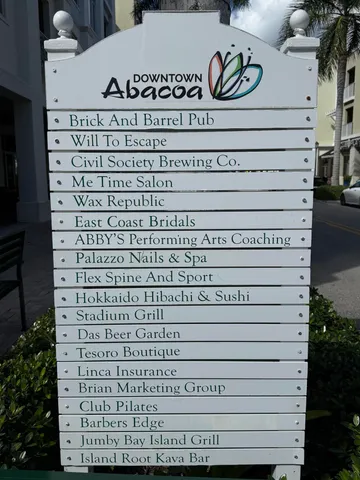 DOWNTOWN
Abacoa
Brick And Barrel Pub
Will To Escape
Civil Society Brewing Co.
Me Time Salon
Wax Republic
East Coast Bridals
ABBY'S Performing Arts Coaching
Palazzo Nails & Spa
Flex Spine And Sport
Hokkaido Hibachi & Sushi
Stadium Grill
Das Beer Garden
Tesoro Boutique
Linca Insurance
Brian Marketing Group
Club Pilates
Barbers Edge
Jumby Bay Island Grill
Island Root Kava Bar